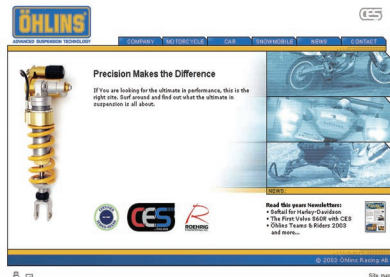 ÖHLINS
ADVANCED SUSPENSION TECHNOLOGY
CES
COMPANY MOTORCYCLE CAR SNOWMOBILE NEWS CONTACT
Precision Makes the Difference
If You are looking for the ultimate in performance, this is the
right site. Surf around and find out what the ultimate in
suspension is all about.
NEWS:
CES
ROEHRIG
Read this years Newsletters:
• Softail for Harley-Davidson
• The First Volvo S60R with CES
• Öhlins Teams & Riders 2003
and more...
© 2003 Öhlins Racing AB
Site